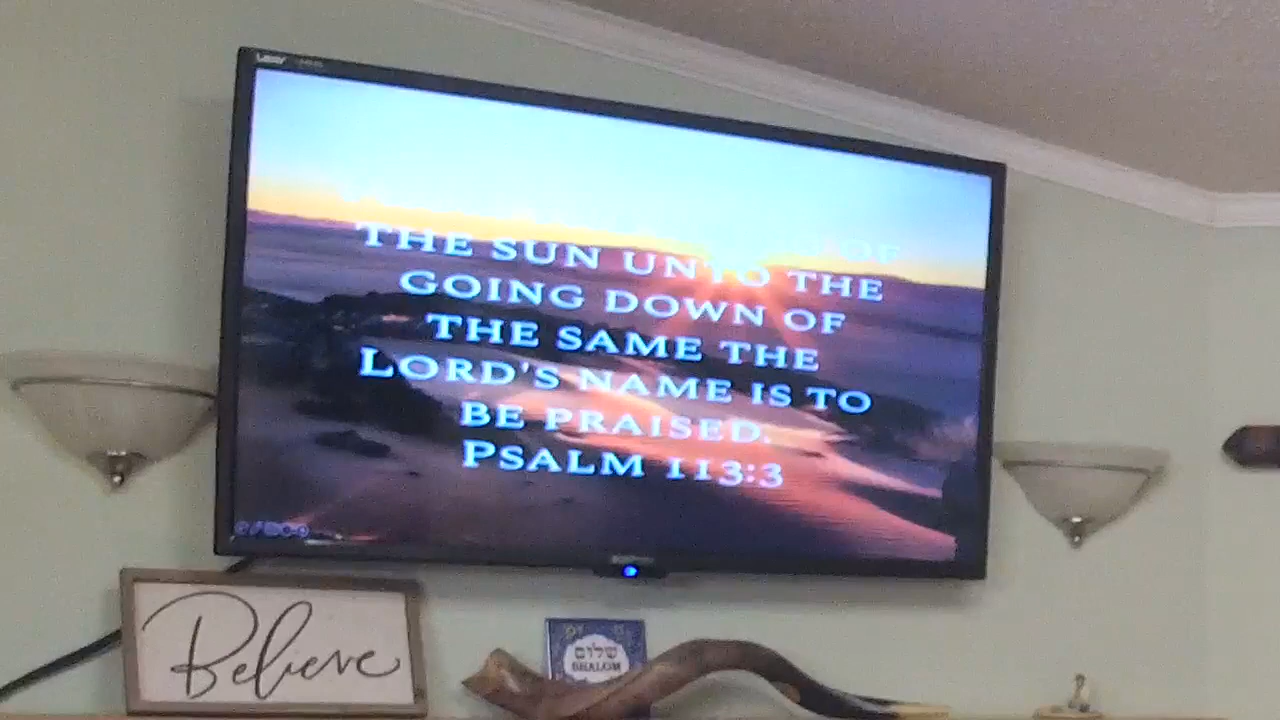 OF
THE SUN UNTO THE
GOING DOWN OF
THE SAME THE
LORD'S NAME IS TO
BE PRAISED.
PSALM 113:3
Believe
שלום
SHALOM